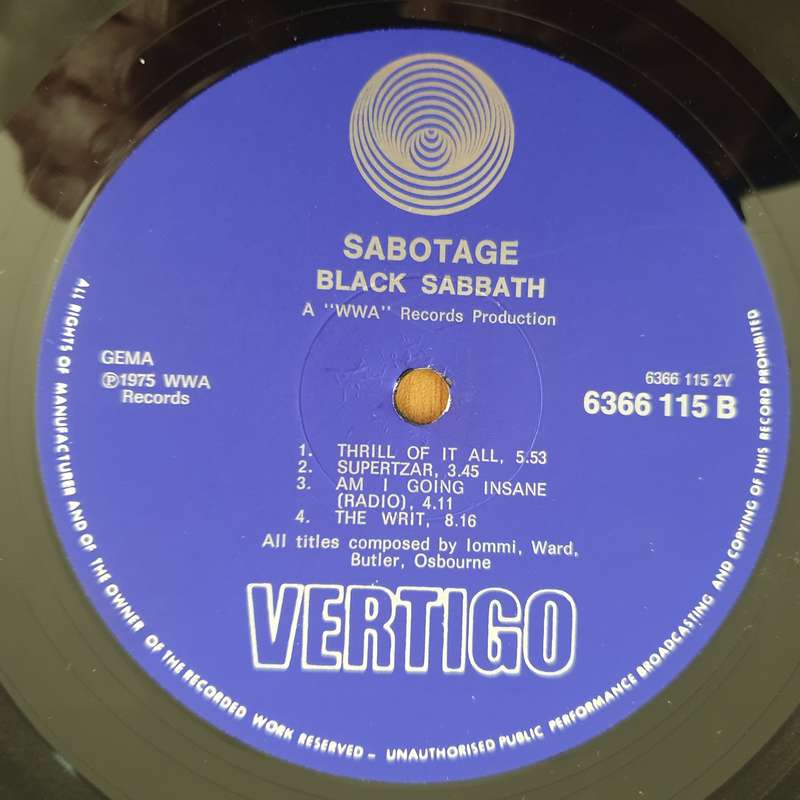 SABOTAGE
BLACK SABBATH
A "WWA" Records Production
GEMA
Ⓟ1975 WWA
Records
6366 115 2Y
6366 115 B
1. THRILL OF IT ALL, 5.53
2. SUPERTZAR, 3.45
3. AM I GOING INSANE
(RADIO), 4.11
4. THE WRIT, 8.16
All titles composed by Iommi, Ward,
Butler, Osbourne
VERTIGO
ALL RIGHTS OF MANUFACTURER AND OF THE OWNER OF THE RECORDED WORK RESERVED – UNAUTHORISED PUBLIC PERFORMANCE BROADCASTING AND COPYING OF THIS RECORD PROHIBITED